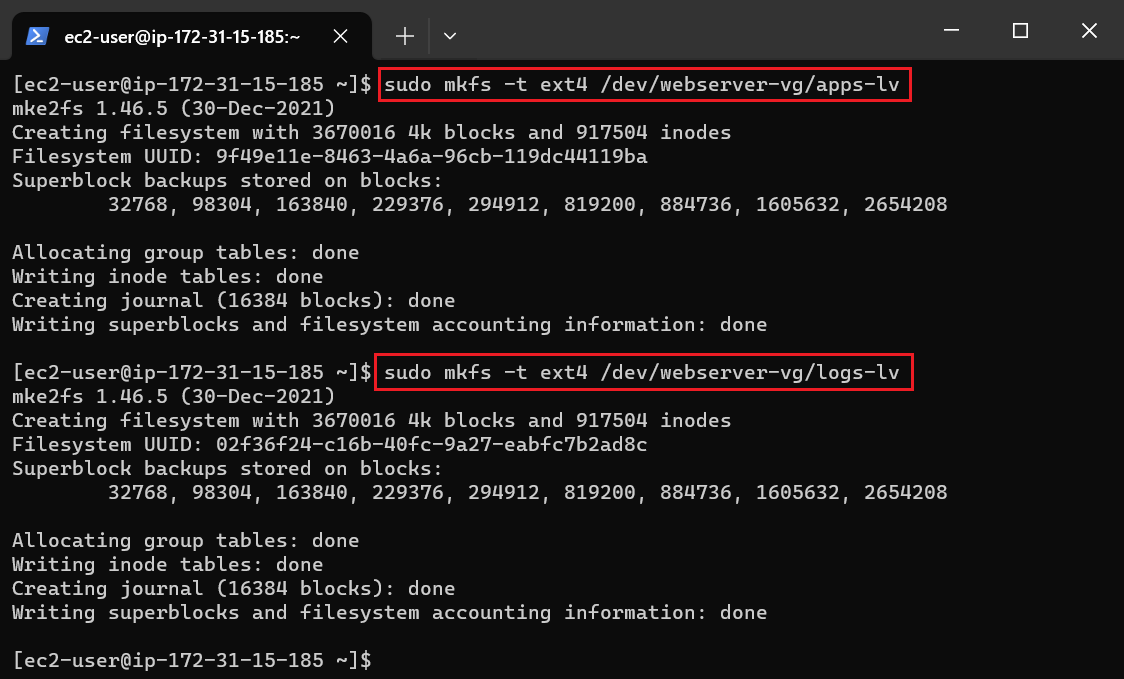 ec2-user@ip-172-31-15-185:~
[ec2-user@ip-172-31-15-185 ~]$ sudo mkfs -t ext4 /dev/webserver-vg/apps-lv
mke2fs 1.46.5 (30-Dec-2021)
Creating filesystem with 3670016 4k blocks and 917504 inodes
Filesystem UUID: 9f49e11e-8463-4a6a-96cb-119dc44119ba
Superblock backups stored on blocks:
        32768, 98304, 163840, 229376, 294912, 819200, 884736, 1605632, 2654208

Allocating group tables: done
Writing inode tables: done
Creating journal (16384 blocks): done
Writing superblocks and filesystem accounting information: done

[ec2-user@ip-172-31-15-185 ~]$ sudo mkfs -t ext4 /dev/webserver-vg/logs-lv
mke2fs 1.46.5 (30-Dec-2021)
Creating filesystem with 3670016 4k blocks and 917504 inodes
Filesystem UUID: 02f36f24-c16b-40fc-9a27-eabfc7b2ad8c
Superblock backups stored on blocks:
        32768, 98304, 163840, 229376, 294912, 819200, 884736, 1605632, 2654208

Allocating group tables: done
Writing inode tables: done
Creating journal (16384 blocks): done
Writing superblocks and filesystem accounting information: done

[ec2-user@ip-172-31-15-185 ~]$